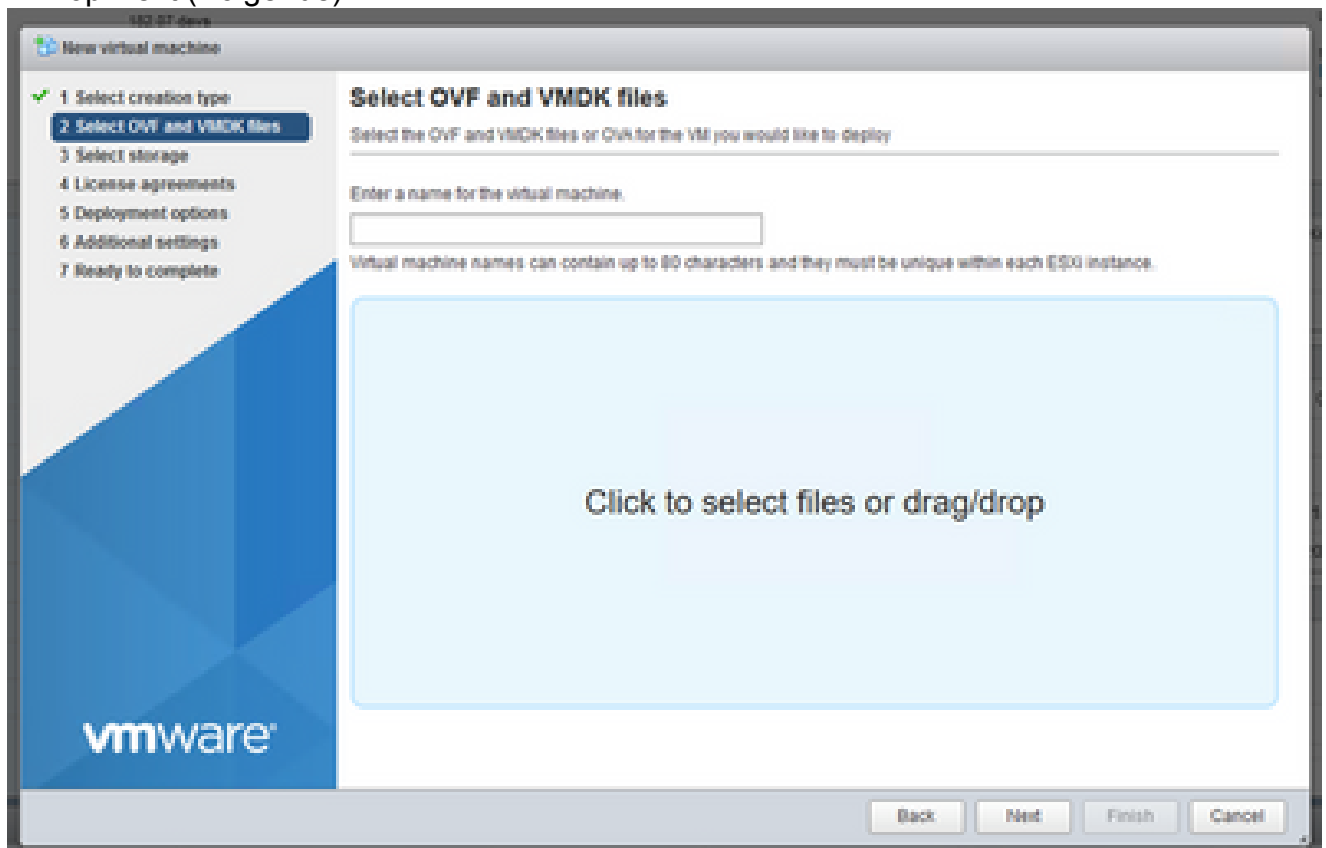 182.07 days
New virtual machine
1 Select creation type
2 Select OVF and VMDK files
3 Select storage
4 License agreements
5 Deployment options
6 Additional settings
7 Ready to complete
Select OVF and VMDK files
Select the OVF and VMDK files or OVA for the VM you would like to deploy
Enter a name for the virtual machine.
Virtual machine names can contain up to 80 characters and they must be unique within each ESXi instance.
Click to select files or drag/drop
vmware
Back
Next
Finish
Cancel